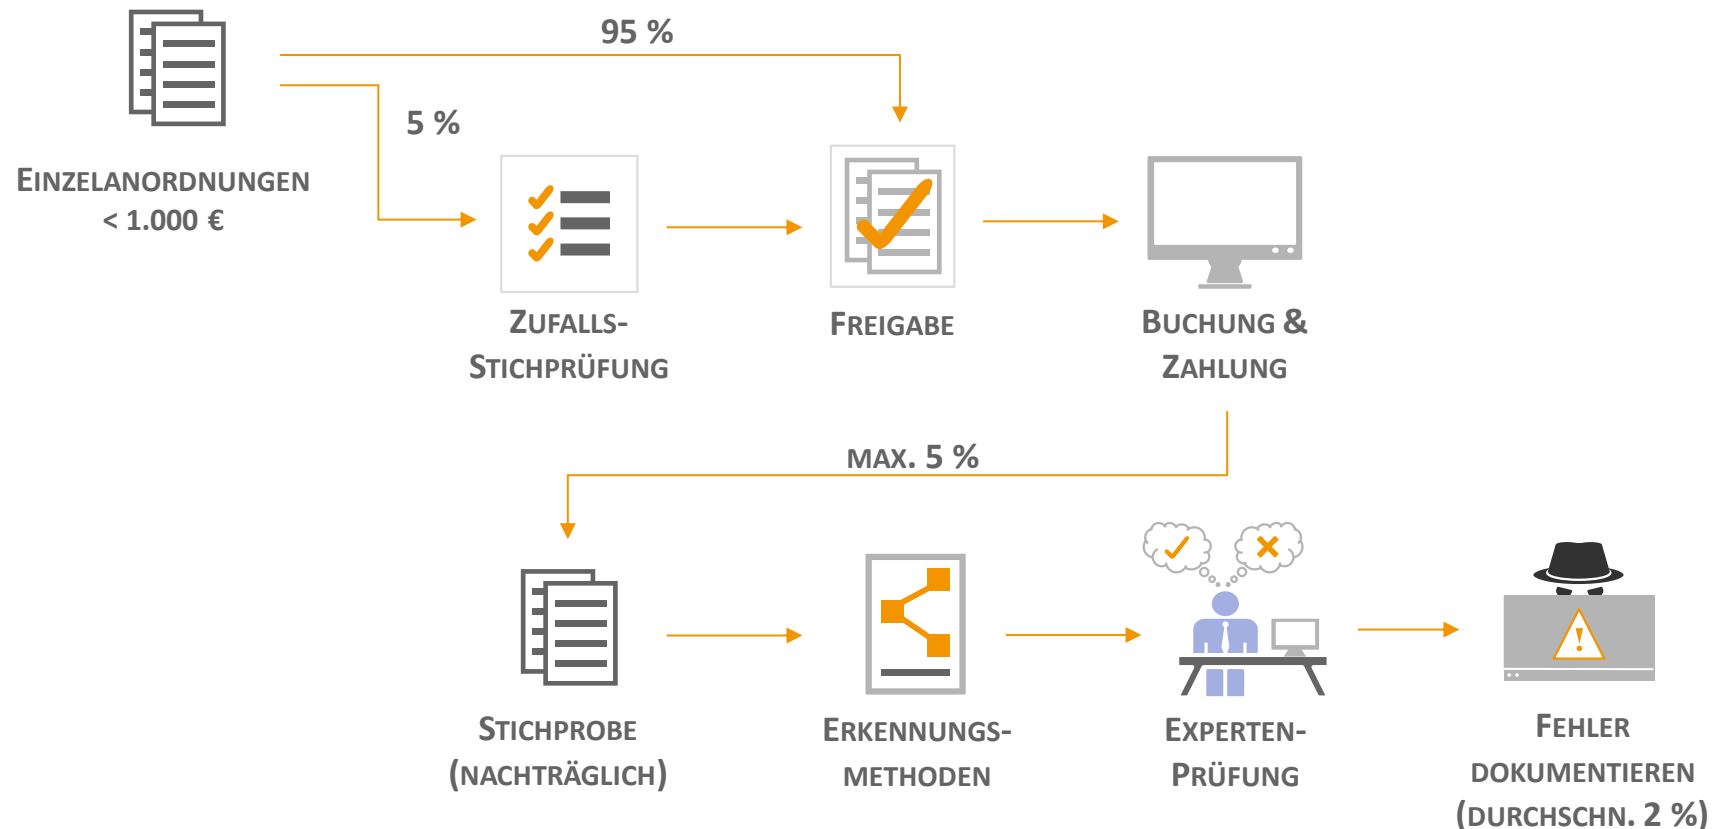 95 %
5 %
EINZELANORDNUNGEN
< 1.000 €
ZUFALLS-
STICHPRÜFUNG
FREIGABE
BUCHUNG &
ZAHLUNG
MAX. 5 %
STICHPROBE
(NACHTRÄGLICH)
ERKENNUNGS-
METHODEN
EXPERTEN-
PRÜFUNG
FEHLER
DOKUMENTIEREN
(DURCHSCHN. 2 %)